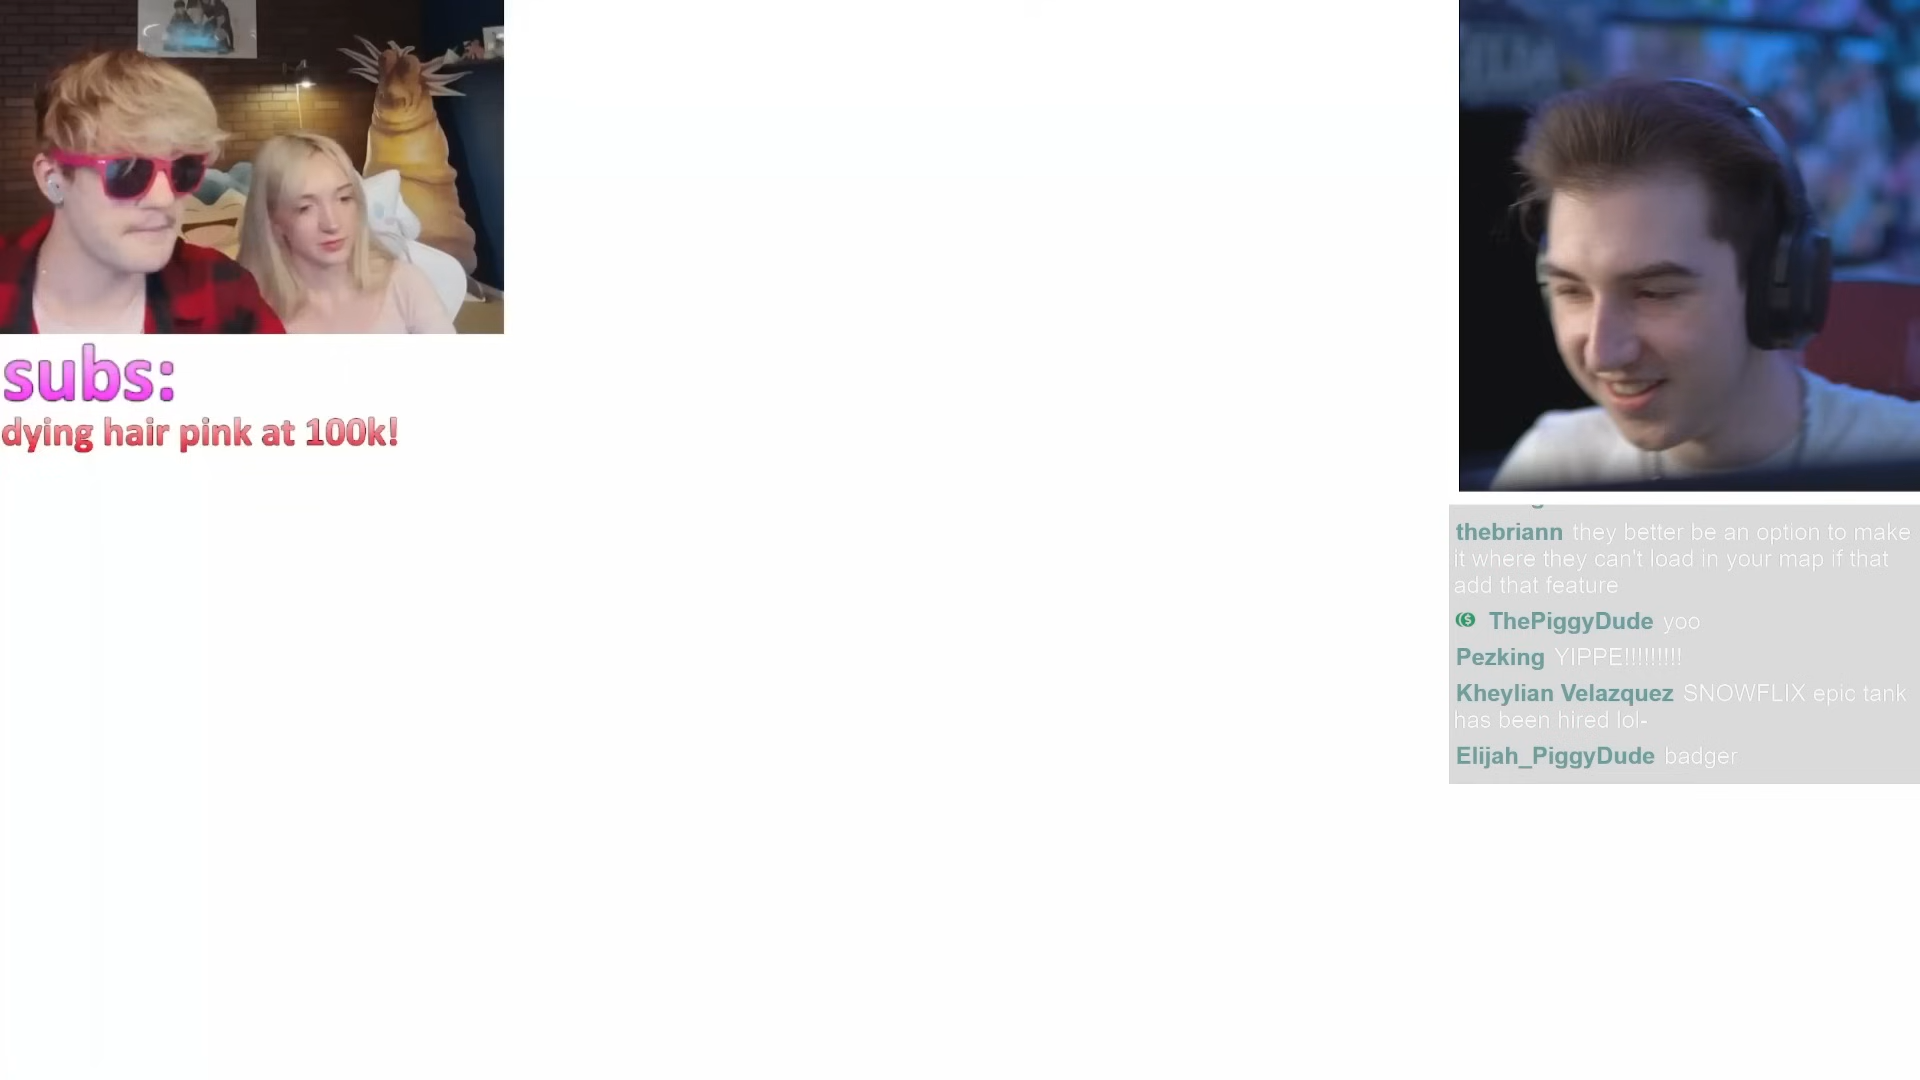 subs:
dying hair pink at 100k!
thebriann they better be an option to make
it where they can't load in your map if that
add that feature
ThePiggyDude yoo
Pezking YIPPE!!!!!!!!!
Kheylian Velazquez SNOWFLIX epic tank
has been hired lol-
Elijah_PiggyDude badger